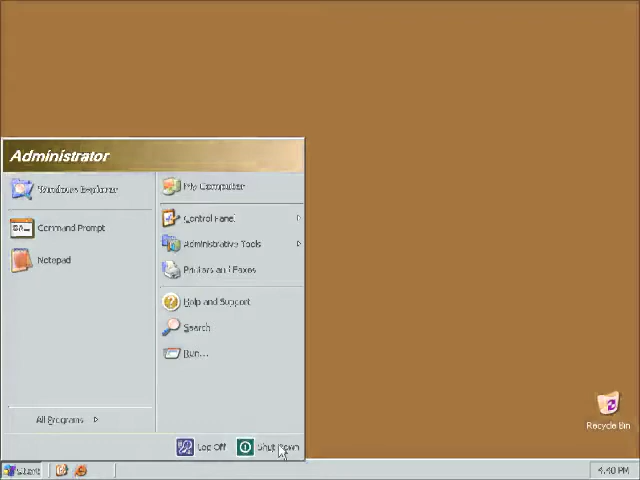 Administrator
Windows Explorer
Command Prompt
Notepad
All Programs
My Computer
Control Panel
Administrative Tools
Printers and Faxes
Help and Support
Search
Run...
Log Off
Shut Down
Recycle Bin
Start
4:40 PM